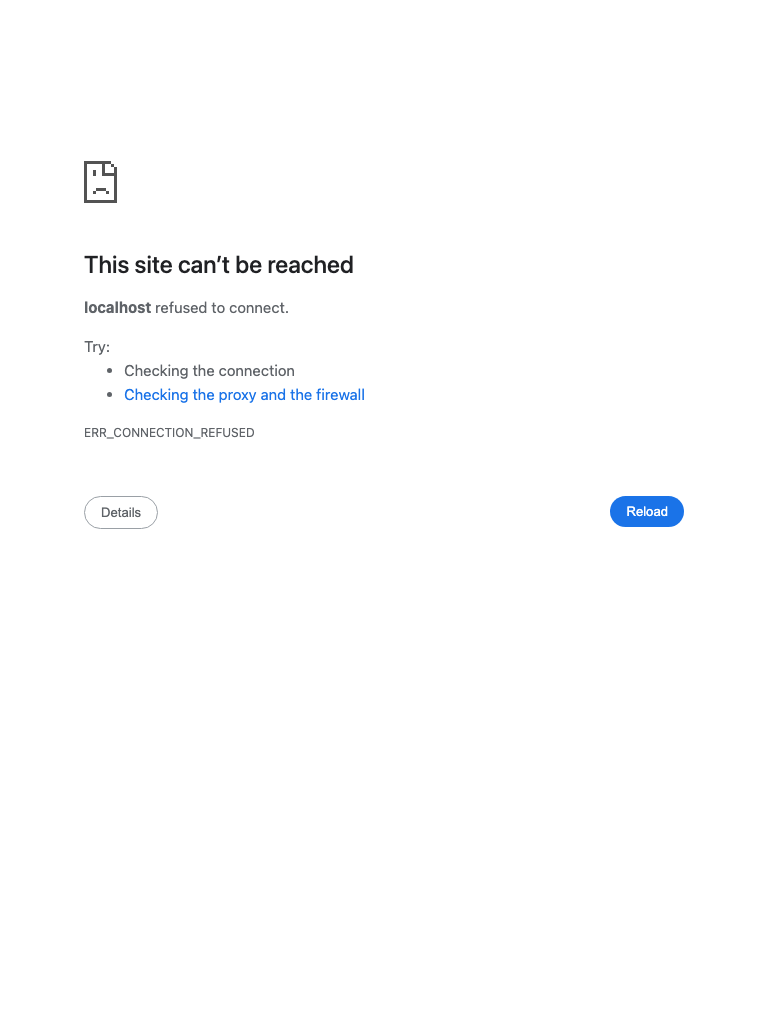 This site can’t be reached
localhost refused to connect.
Try:
Checking the connection
Checking the proxy and the firewall
ERR_CONNECTION_REFUSED
Details
Reload